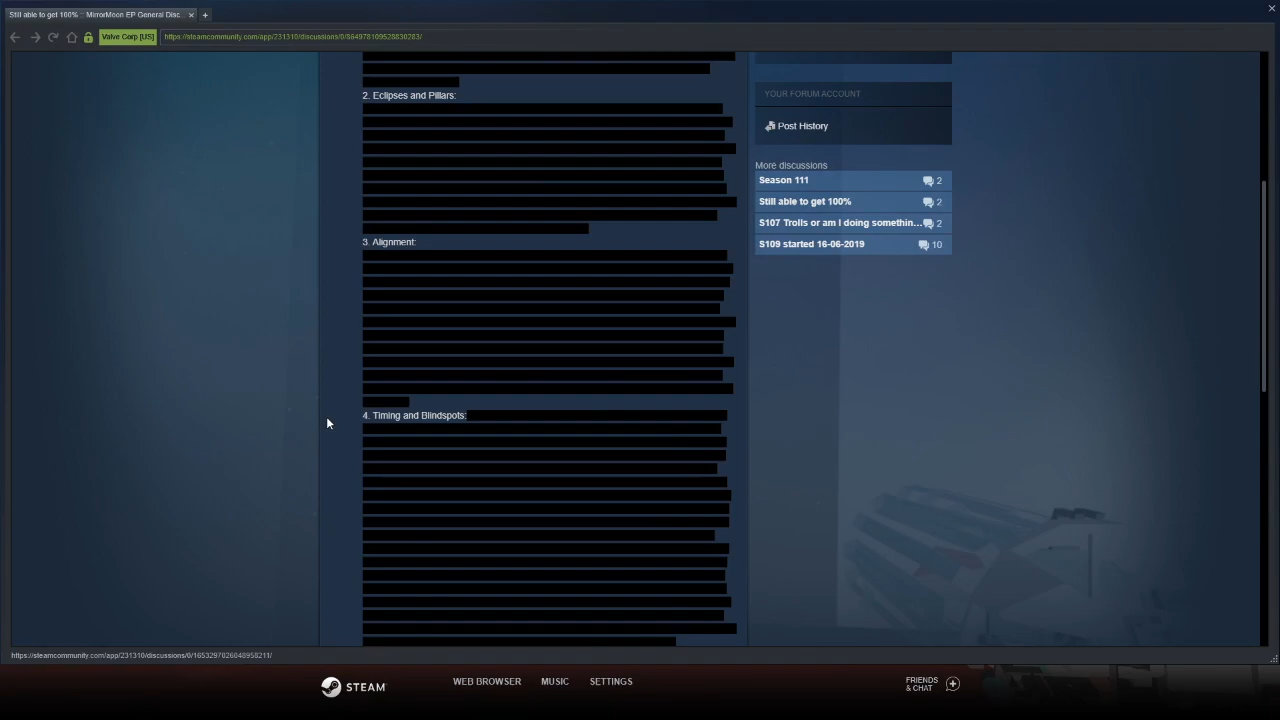 Still able to get 100% :: MirrorMoon EP General Disc...
Valve Corp [US]
https://steamcommunity.com/app/231310/discussions/0/864978109528830283/
2. Eclipses and Pillars:
3. Alignment:
4. Timing and Blindspots:
YOUR FORUM ACCOUNT
Post History
More discussions
Season 111 2
Still able to get 100% 2
S107 Trolls or am I doing somethin... 2
S109 started 16-06-2019 10
https://steamcommunity.com/app/231310/discussions/0/1653297026048958211/
STEAM
WEB BROWSER MUSIC SETTINGS
FRIENDS
& CHAT